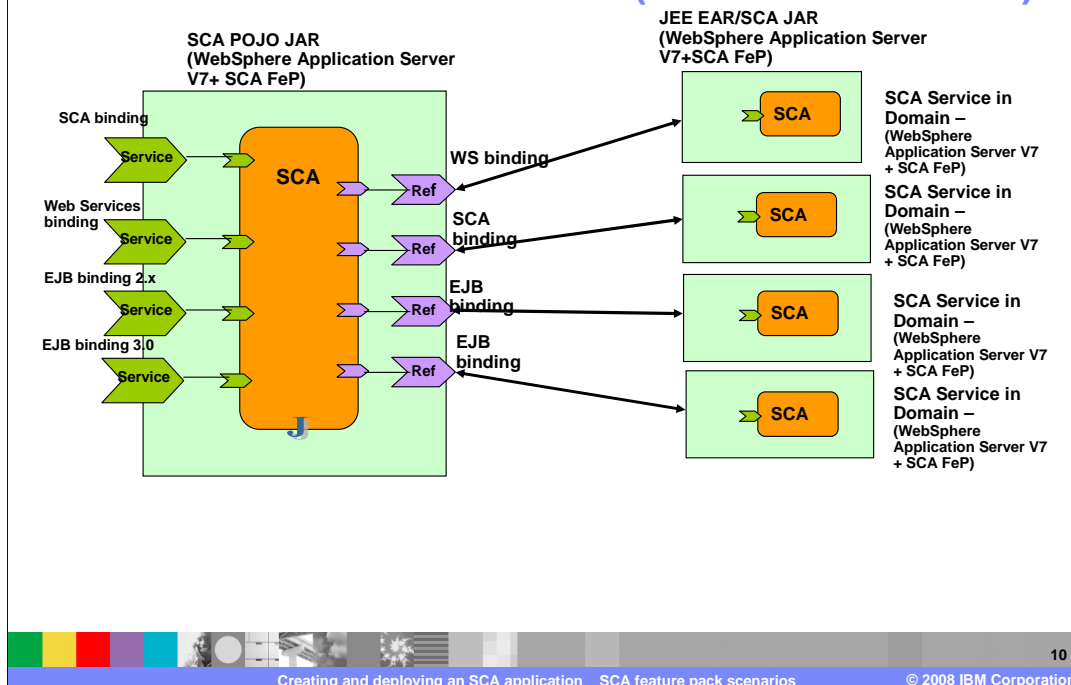 SCA POJO JAR
(WebSphere Application Server
V7+ SCA FeP)
JEE EAR/SCA JAR
(WebSphere Application Server
V7+SCA FeP)
SCA binding
Service
Web Services
binding
Service
EJB binding 2.x
Service
EJB binding 3.0
Service
SCA
J
WS binding
Ref
SCA
binding
Ref
EJB
binding
Ref
EJB
binding
Ref
SCA
SCA Service in
Domain –
(WebSphere
Application Server V7
+ SCA FeP)
SCA
SCA Service in
Domain –
(WebSphere
Application Server V7
+ SCA FeP)
SCA
SCA Service in
Domain –
(WebSphere
Application Server V7
+ SCA FeP)
SCA
SCA Service in
Domain –
(WebSphere
Application Server V7
+ SCA FeP)
10
Creating and deploying an SCA application SCA feature pack scenarios
© 2008 IBM Corporation